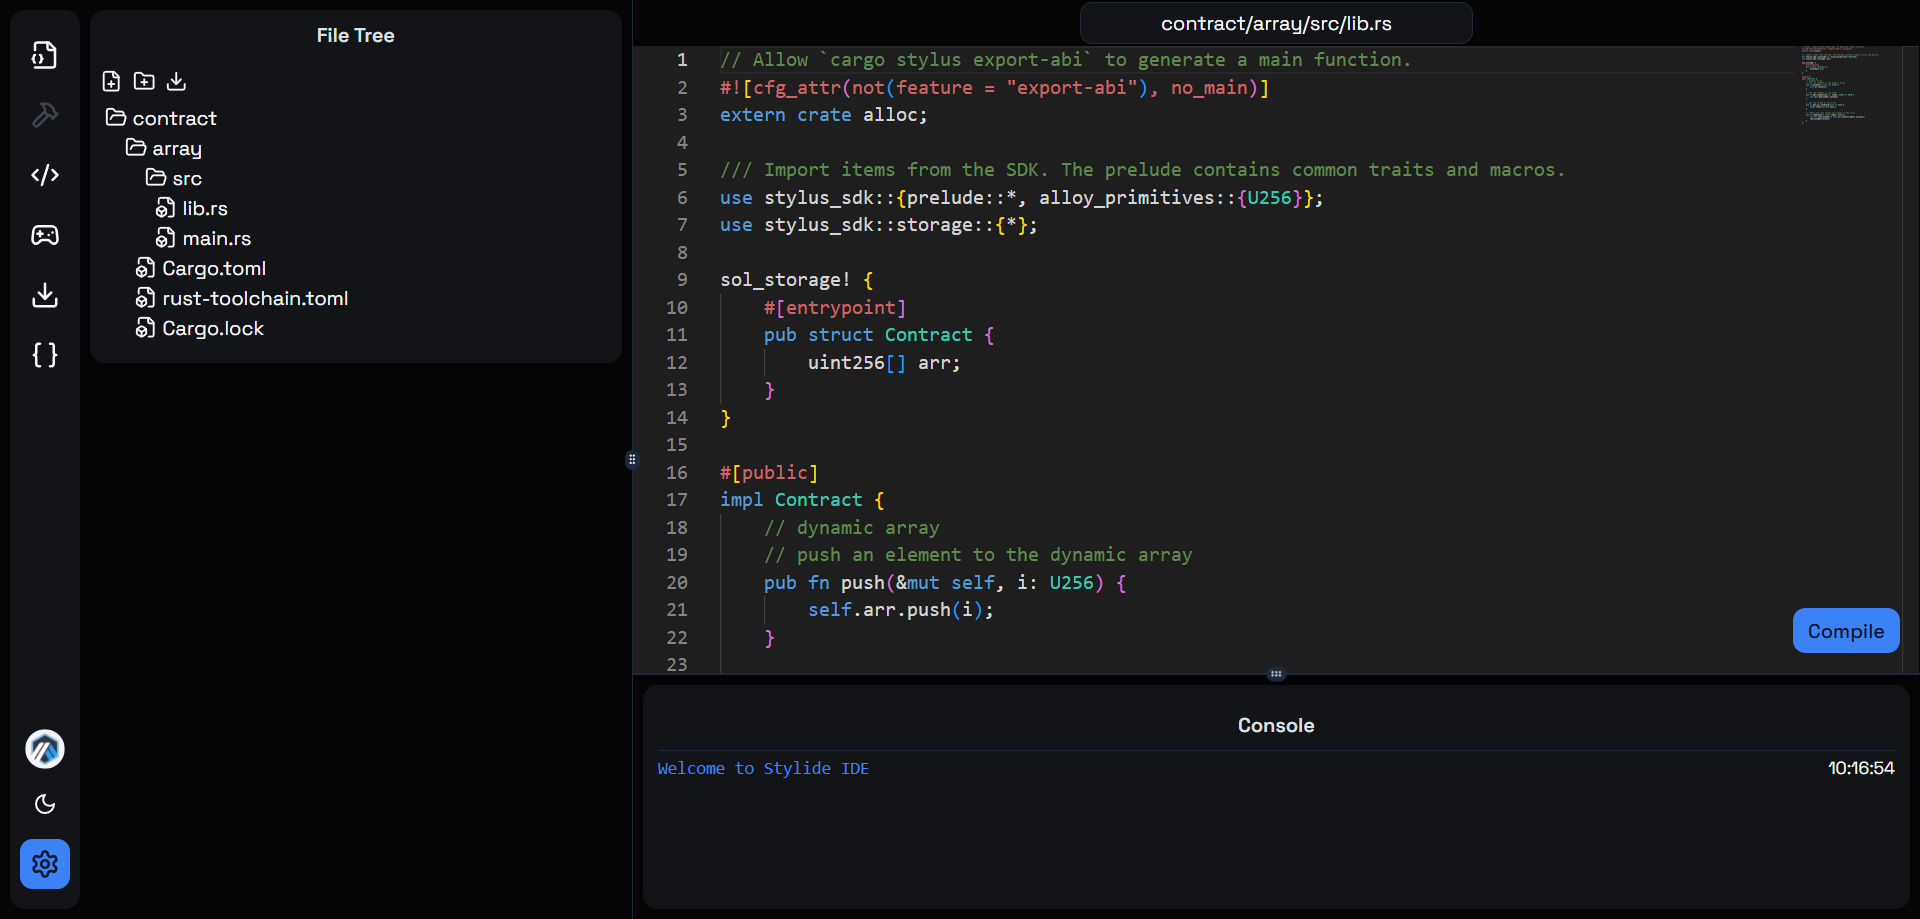 File Tree
contract
array
src
lib.rs
main.rs
Cargo.toml
rust-toolchain.toml
Cargo.lock
contract/array/src/lib.rs
1 // Allow `cargo stylus export-abi` to generate a main function.
2 #![cfg_attr(not(feature = "export-abi"), no_main)]
3 extern crate alloc;
4
5 /// Import items from the SDK. The prelude contains common traits and macros.
6 use stylus_sdk::{prelude::*, alloy_primitives::{U256}};
7 use stylus_sdk::storage::{*};
8
9 sol_storage! {
10     #[entrypoint]
11     pub struct Contract {
12         uint256[] arr;
13     }
14 }
15
16 #[public]
17 impl Contract {
18     // dynamic array
19     // push an element to the dynamic array
20     pub fn push(&mut self, i: U256) {
21         self.arr.push(i);
22     }
23
Compile
Console
Welcome to Stylide IDE 10:16:54